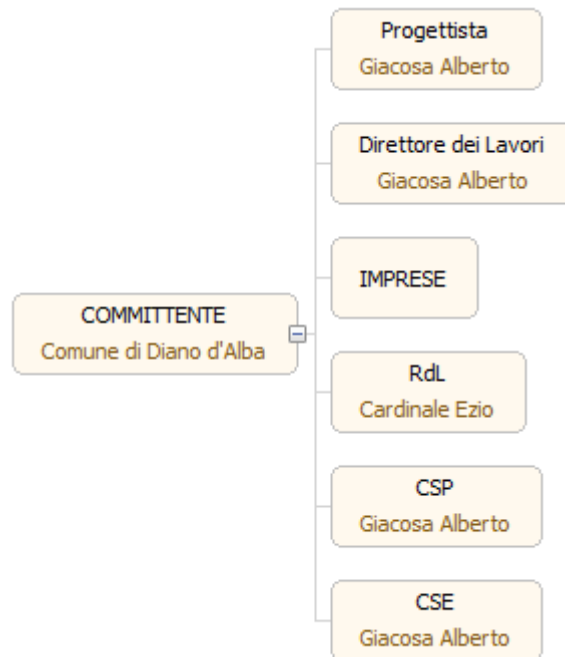 Progettista
Giacosa Alberto
Direttore dei Lavori
Giacosa Alberto
IMPRESE
COMMITTENTE
Comune di Diano d'Alba
RdL
Cardinale Ezio
CSP
Giacosa Alberto
CSE
Giacosa Alberto